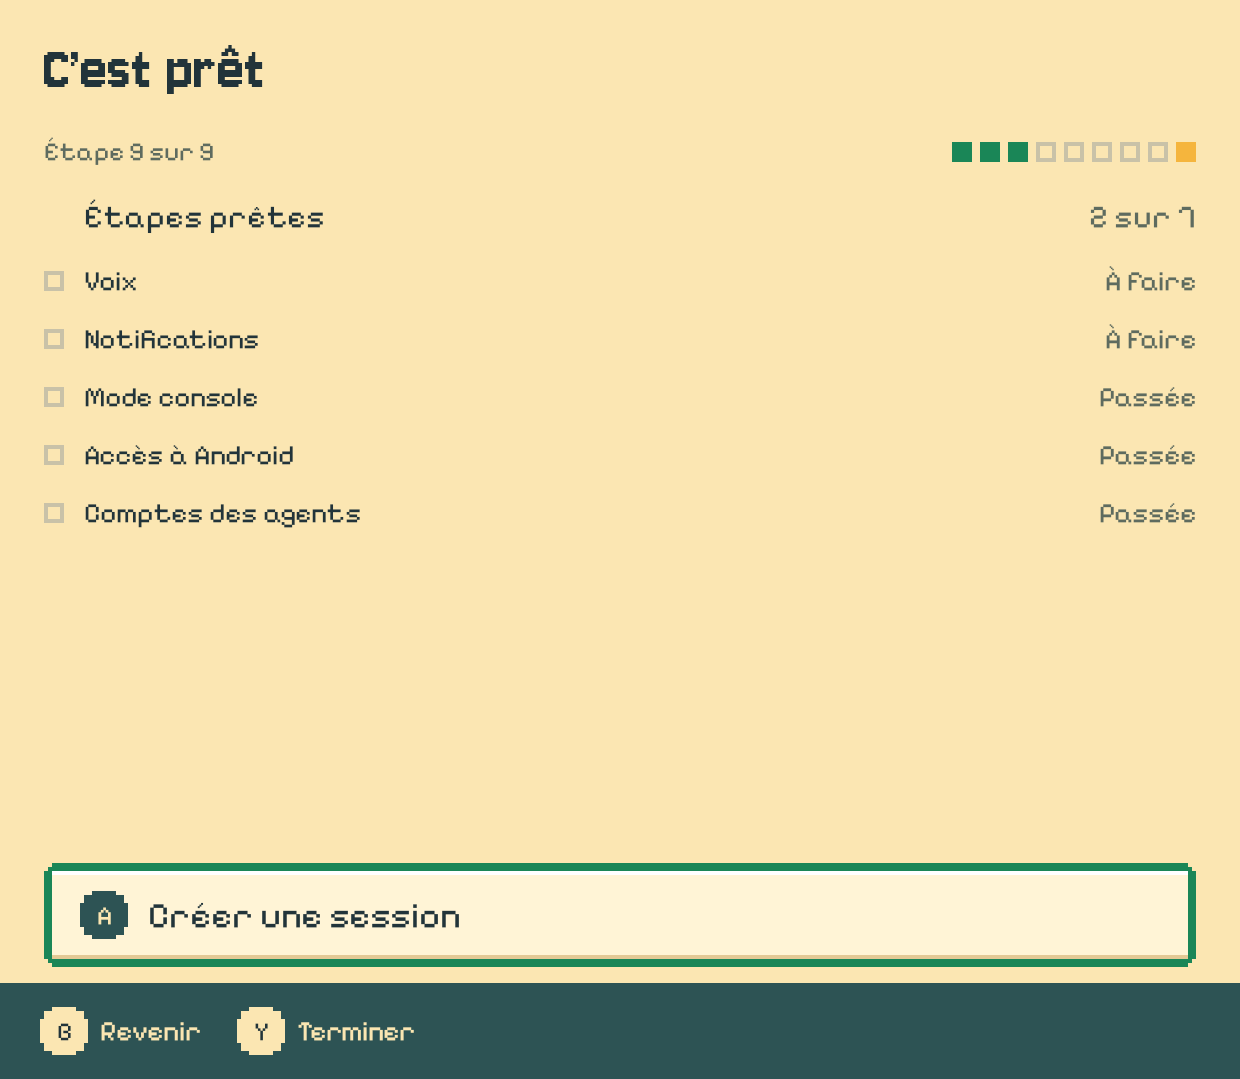 C’est prêt
Étape 9 sur 9
Étapes prêtes 2 sur 7
Voix À faire
Notifications À faire
Mode console Passée
Accès à Android Passée
Comptes des agents Passée
A Créer une session
B Revenir Y Terminer